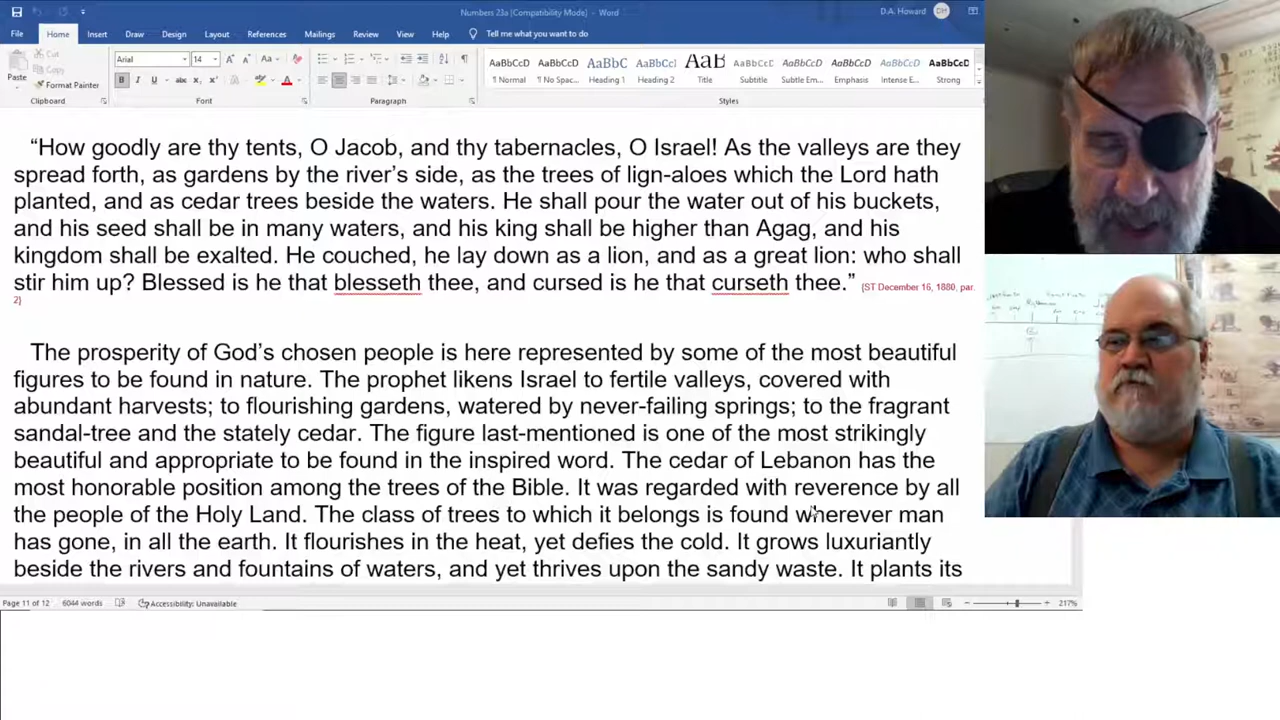 Numbers 23a [Compatibility Mode] - Word
D.A. Howard
CH
File Home Insert Draw Design Layout References Mailings Review View Help Tell me what you want to do
Paste
Cut
Copy
Format Painter
Clipboard
Arial 14
Font
Paragraph
AaBbCcD AaBbCcD AaBbC AaBbCcD AaB AaBbCcD AaBbCcD AaBbCcD AaBbCcD AaBbCcD
¶ Normal ¶ No Spac... Heading 1 Heading 2 Title Subtitle Subtle Em... Emphasis Intense E... Strong
Styles
“How goodly are thy tents, O Jacob, and thy tabernacles, O Israel! As the valleys are they
spread forth, as gardens by the river’s side, as the trees of lign-aloes which the Lord hath
planted, and as cedar trees beside the waters. He shall pour the water out of his buckets,
and his seed shall be in many waters, and his king shall be higher than Agag, and his
kingdom shall be exalted. He couched, he lay down as a lion, and as a great lion: who shall
stir him up? Blessed is he that blesseth thee, and cursed is he that curseth thee.” {ST December 16, 1880, par.
2}
The prosperity of God’s chosen people is here represented by some of the most beautiful
figures to be found in nature. The prophet likens Israel to fertile valleys, covered with
abundant harvests; to flourishing gardens, watered by never-failing springs; to the fragrant
sandal-tree and the stately cedar. The figure last-mentioned is one of the most strikingly
beautiful and appropriate to be found in the inspired word. The cedar of Lebanon has the
most honorable position among the trees of the Bible. It was regarded with reverence by all
the people of the Holy Land. The class of trees to which it belongs is found wherever man
has gone, in all the earth. It flourishes in the heat, yet defies the cold. It grows luxuriantly
beside the rivers and fountains of waters, and yet thrives upon the sandy waste. It plants its
Page 11 of 12 6044 words Accessibility: Unavailable
217%